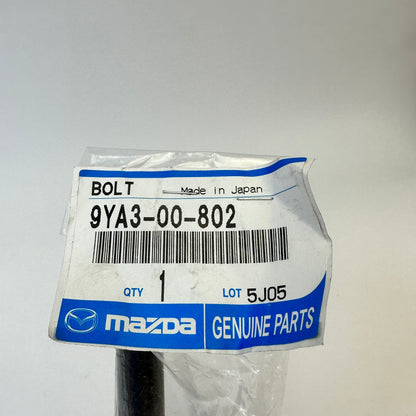 BOLT Made in Japan
9YA3-00-802
QTY 1 LOT 5J05
mazda GENUINE PARTS